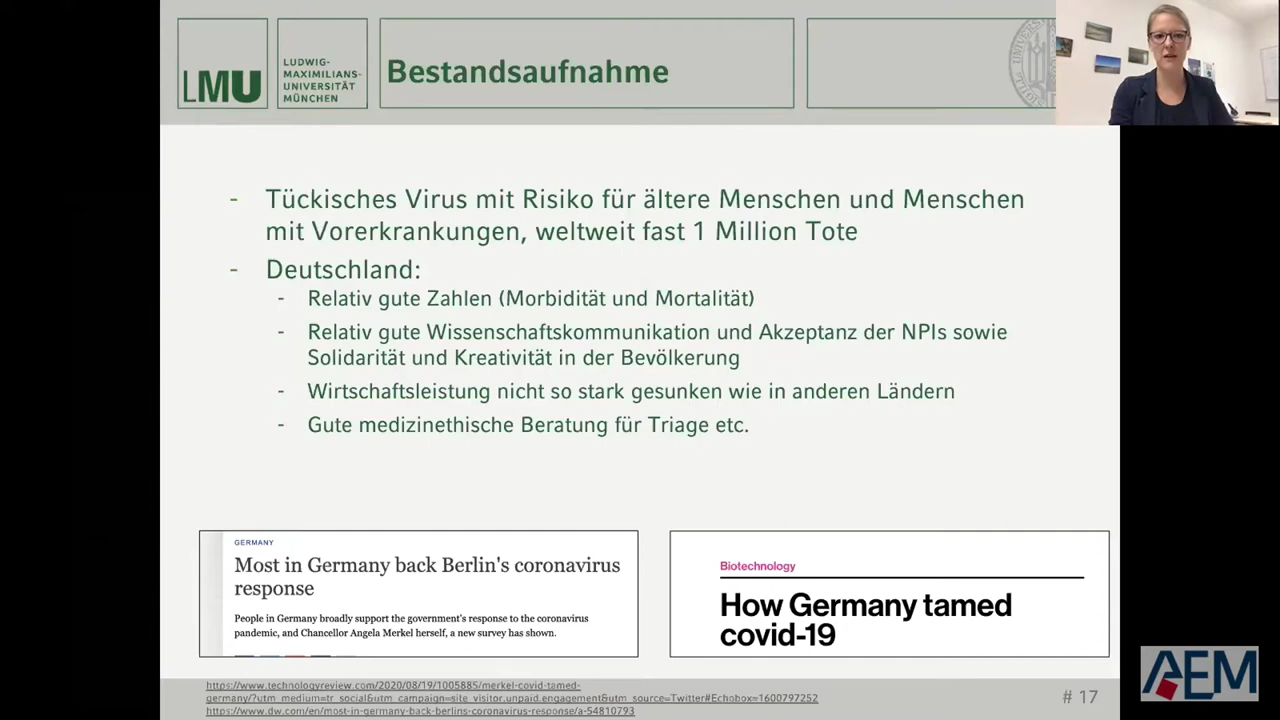 LMU
LUDWIG-
MAXIMILIANS-
UNIVERSITÄT
MÜNCHEN
Bestandsaufnahme
- Tückisches Virus mit Risiko für ältere Menschen und Menschen
mit Vorerkrankungen, weltweit fast 1 Million Tote
- Deutschland:
- Relativ gute Zahlen (Morbidität und Mortalität)
- Relativ gute Wissenschaftskommunikation und Akzeptanz der NPIs sowie
Solidarität und Kreativität in der Bevölkerung
- Wirtschaftsleistung nicht so stark gesunken wie in anderen Ländern
- Gute medizinethische Beratung für Triage etc.
GERMANY
Most in Germany back Berlin's coronavirus
response
People in Germany broadly support the government's response to the coronavirus
pandemic, and Chancellor Angela Merkel herself, a new survey has shown.
Biotechnology
How Germany tamed
covid-19
https://www.technologyreview.com/2020/08/19/1005885/merkel-covid-tamed-
germany/?utm_medium=tr_social&utm_campaign=site_visitor.unpaid.engagement&utm_source=Twitter#Echobox=1600797252
https://www.dw.com/en/most-in-germany-back-berlins-coronavirus-response/a-54810793
# 17
AEM